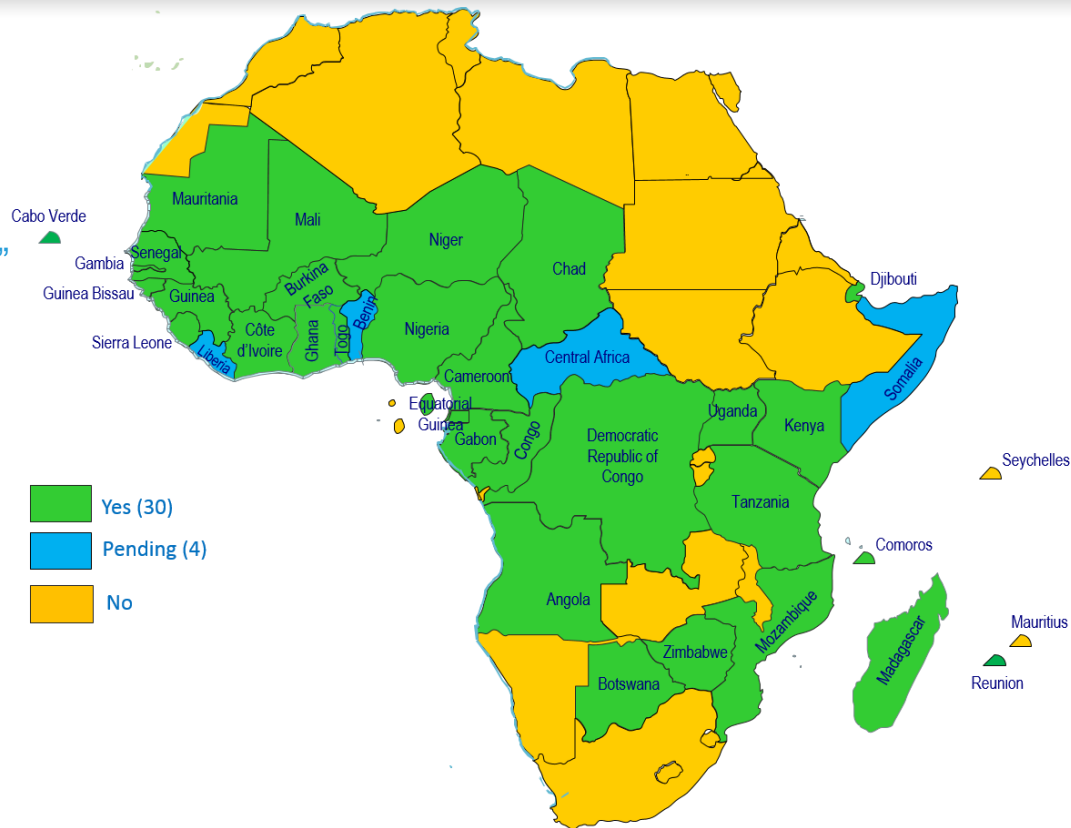 Mauritania
Mali
Niger
Chad
Cabo Verde
”
Senegal
Gambia
Guinea Bissau
Guinea
Burkina
Faso
Djibouti
Sierra Leone
Liberia
Côte
d’Ivoire
Ghana
Togo
Benin
Nigeria
Central Africa
Somalia
Cameroon
Equatorial
Guinea
Gabon
Congo
Democratic
Republic of
Congo
Uganda
Kenya
Seychelles
Tanzania
Yes (30)
Pending (4)
No
Comoros
Angola
Mozambique
Madagascar
Mauritius
Reunion
Zimbabwe
Botswana